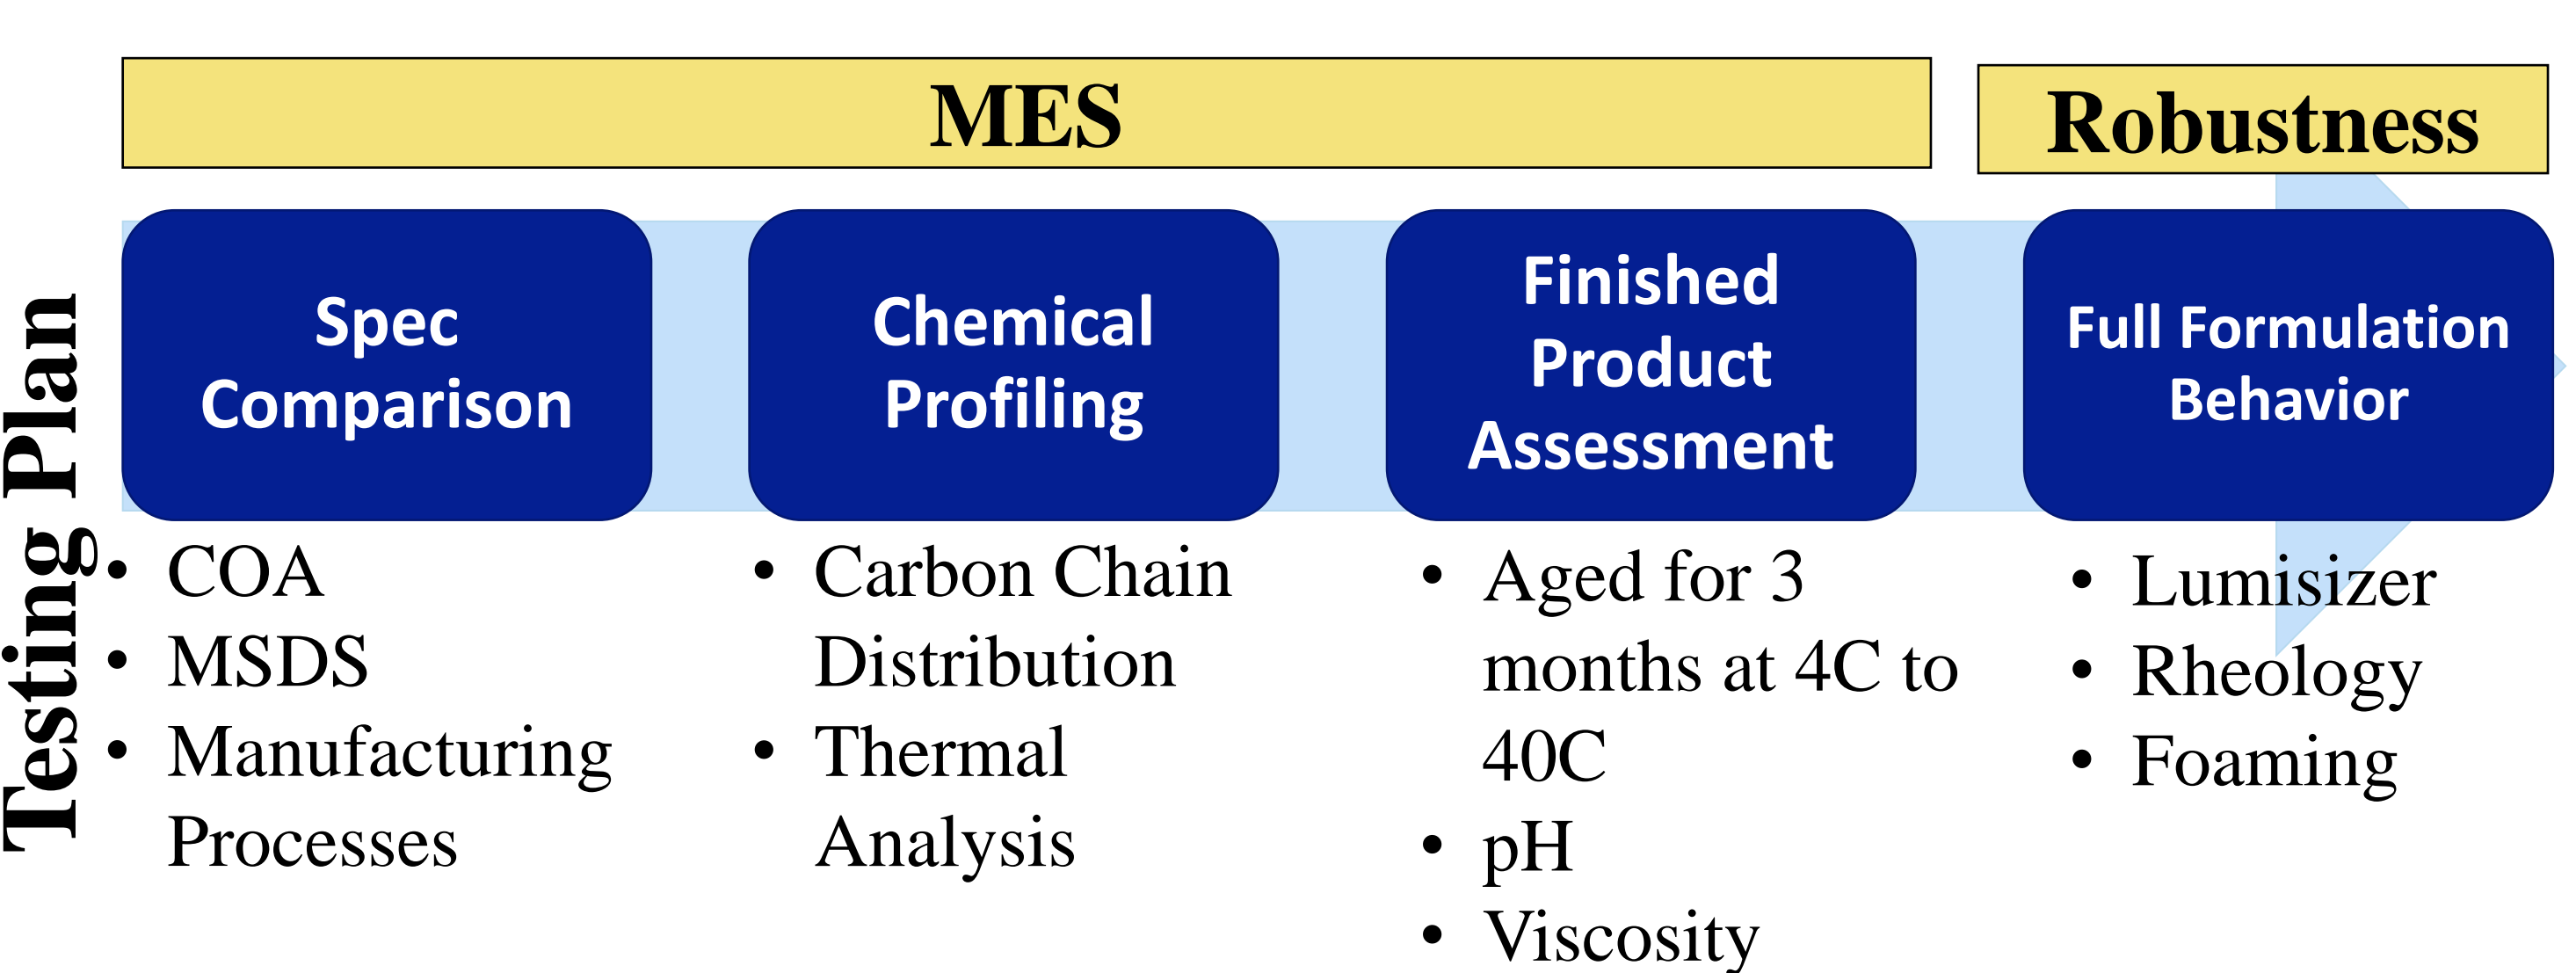 MES
Robustness
Testing Plan
Spec
Comparison
• COA
• MSDS
• Manufacturing
Processes
Chemical
Profiling
• Carbon Chain
Distribution
• Thermal
Analysis
Finished
Product
Assessment
• Aged for 3
months at 4C to
40C
• pH
• Viscosity
Full Formulation
Behavior
• Lumisizer
• Rheology
• Foaming